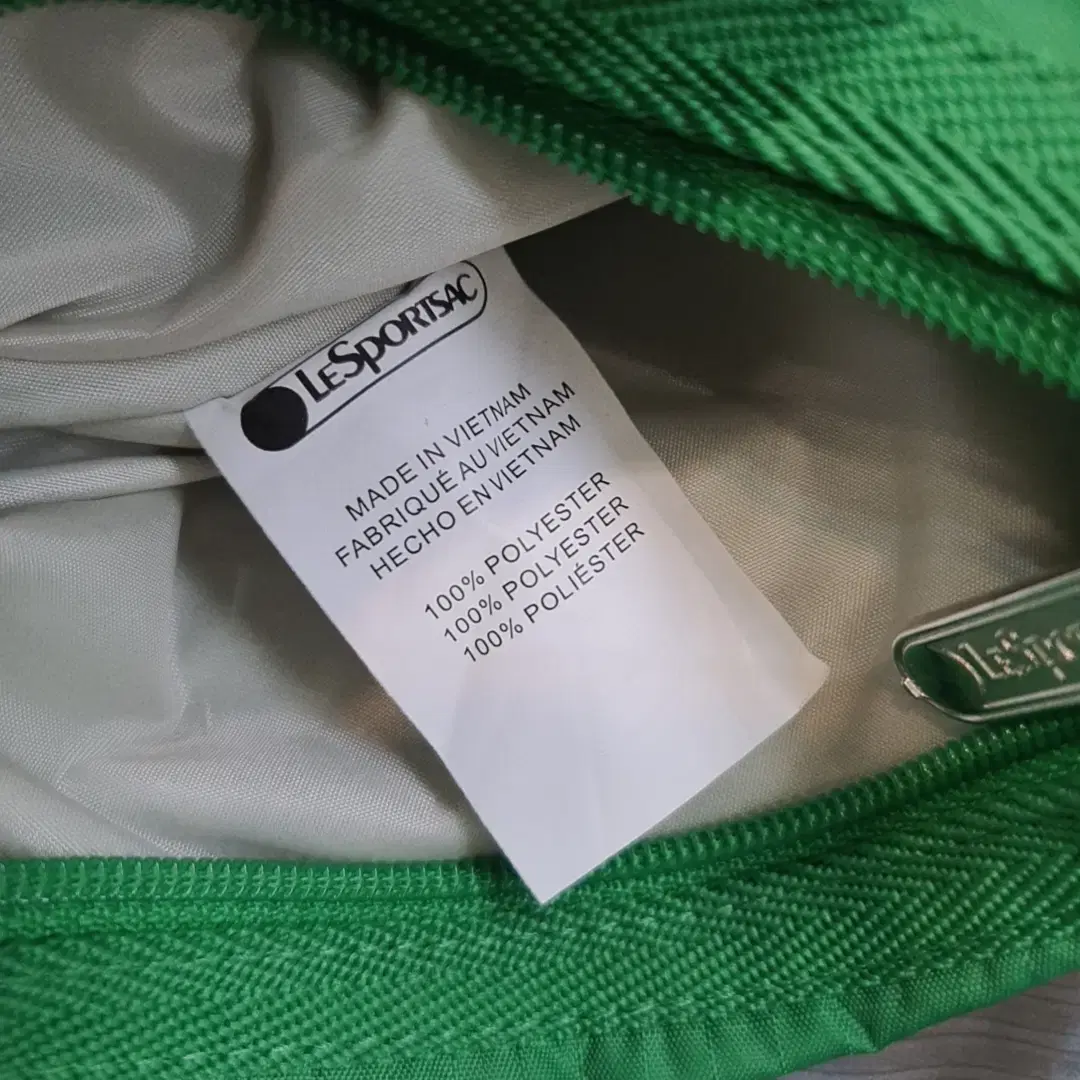 LESPORTSAC
MADE IN VIETNAM
FABRIQUÉ AU VIETNAM
HECHO EN VIETNAM
100% POLYESTER
100% POLYESTER
100% POLIÉSTER